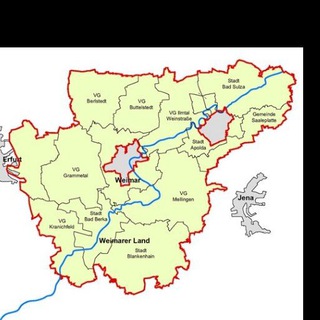 VG
Berlstedt
VG
Buttelstedt
Stadt
Bad Sulza
VG Ilmtal
Weinstraße
Gemeinde
Saaleplatte
Stadt
Apolda
Erfurt
VG
Grammetal
Weimar
VG
Mellingen
Jena
Stadt
Bad Berka
VG
Kranichfeld
Weimarer Land
Stadt
Blankenhain